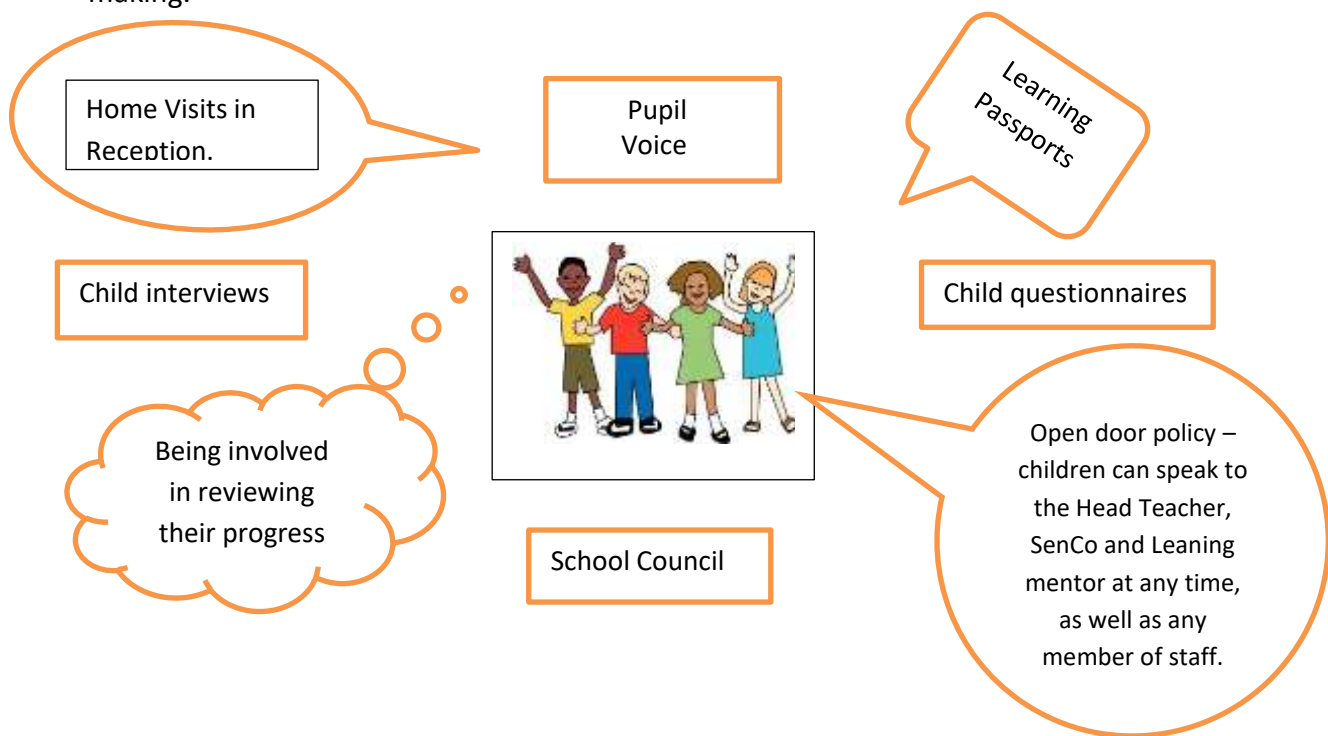 making.
Home Visits in
Reception.
Pupil
Voice
Learning
Passports
Child interviews
Child questionnaires
Being involved
in reviewing
their progress
School Council
Open door policy –
children can speak to
the Head Teacher,
SenCo and Leaning
mentor at any time,
as well as any
member of staff.